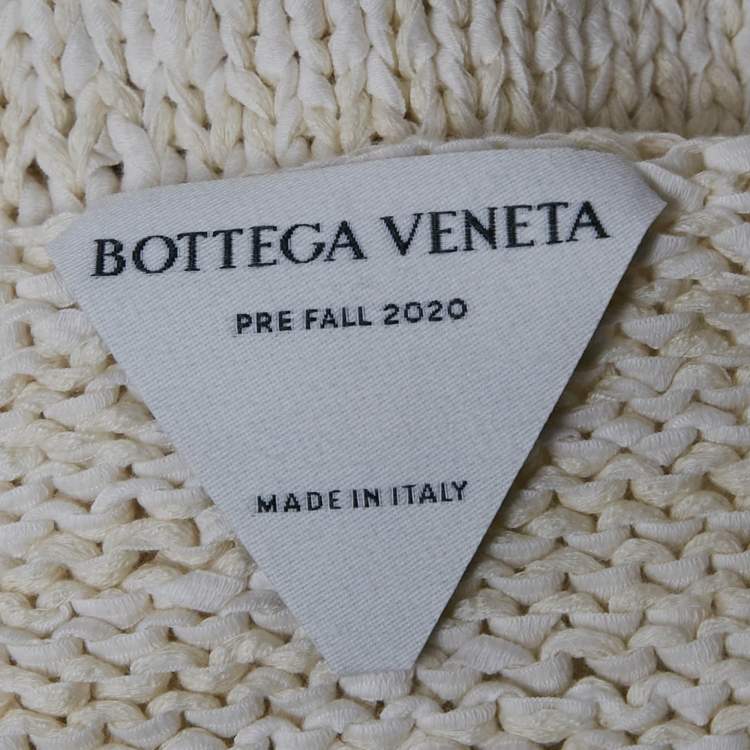 BOTTEGA VENETA
PRE FALL 2020
MADE IN ITALY